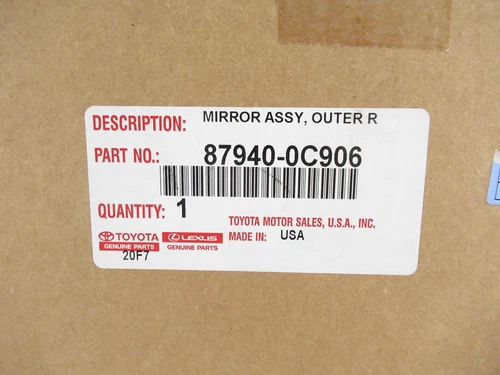 DESCRIPTION: MIRROR ASSY, OUTER R
PART NO.: 87940-0C906
QUANTITY: 1
TOYOTA MOTOR SALES, U.S.A., INC.
TOYOTA LEXUS MADE IN: USA
GENUINE PARTS GENUINE PARTS
20F7